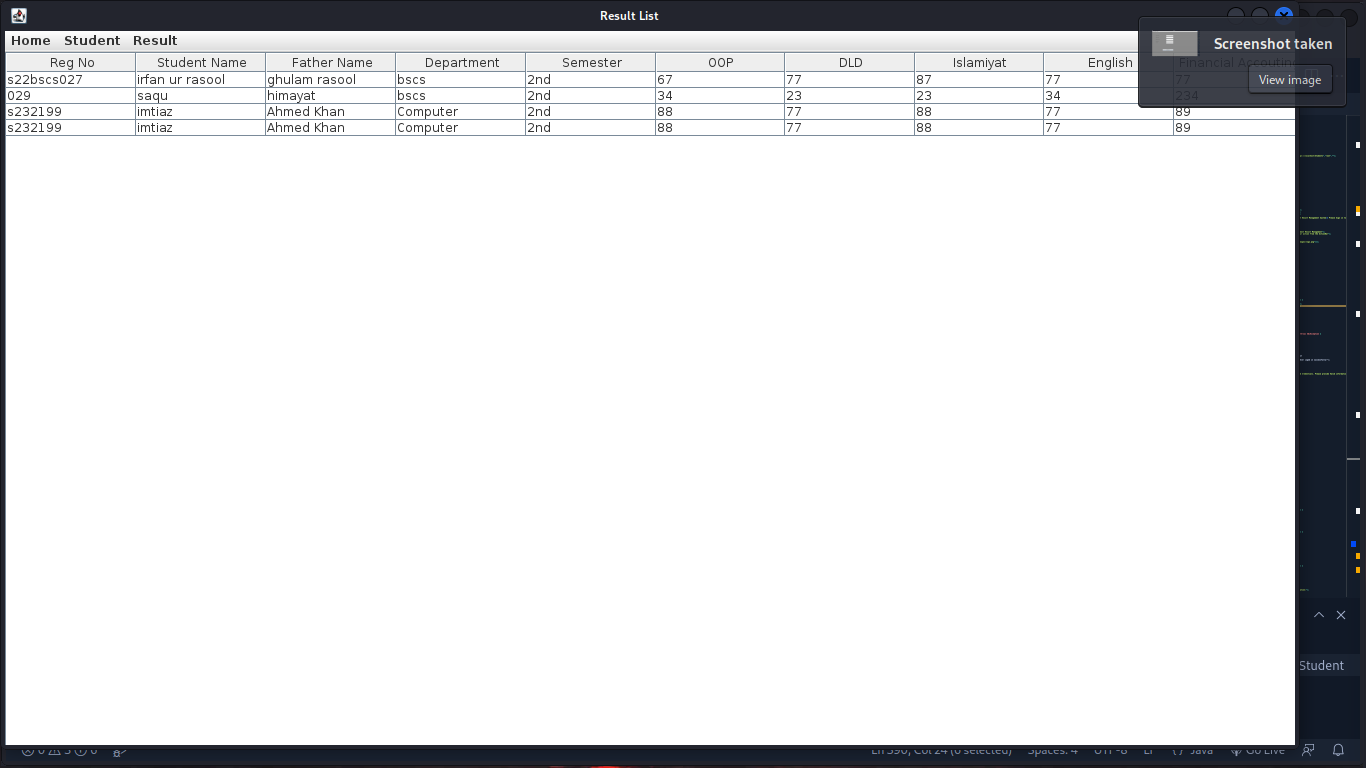 Result List
Screenshot taken
View image
Home Student Result
Reg No Student Name Father Name Department Semester OOP DLD Islamiyat English Financial Accouting
s22bscs027 irfan ur rasool ghulam rasool bscs 2nd 67 77 87 77 77
029 saqu himayat bscs 2nd 34 23 23 34 234
s232199 imtiaz Ahmed Khan Computer 2nd 88 77 88 77 89
s232199 imtiaz Ahmed Khan Computer 2nd 88 77 88 77 89
Student
Ln 390, Col 24 (6 selected) Spaces: 4 UTF-8 LF {} Java Go Live